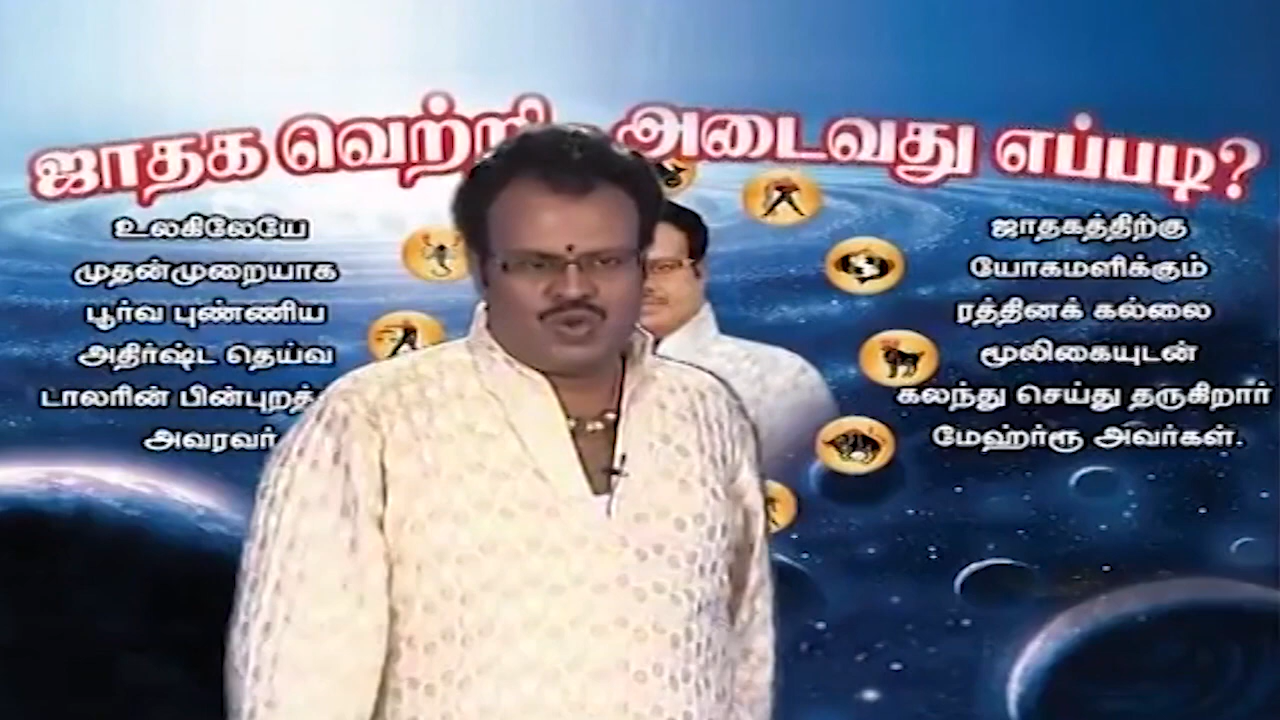 ஜாதக வெற்றி அடைவது எப்படி?
உலகிலேயே
முதன்முறையாக
பூர்வ புண்ணிய
அதிர்ஷ்ட தெய்வ
டாலரின்
அவரவர்
ஜாதகத்திற்கு
யோகமளிக்கும்
ரத்தினக் கல்லை
மூலிகையுடன்
கலந்து செய்து தருகிறார்
மேஹர்ரூ அவர்கள்.